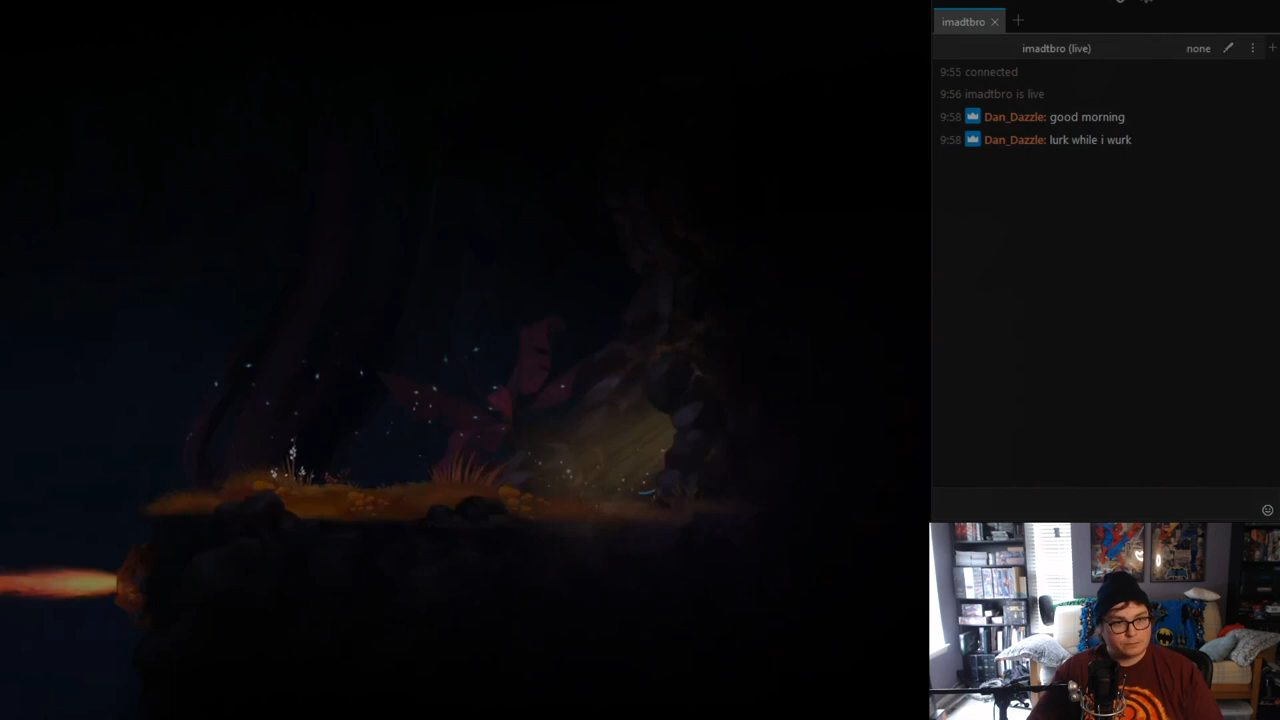 imadtbro
imadtbro (live)
none
9:55 connected
9:56 imadtbro is live
9:58 Dan_Dazzle: good morning
9:58 Dan_Dazzle: lurk while i wurk